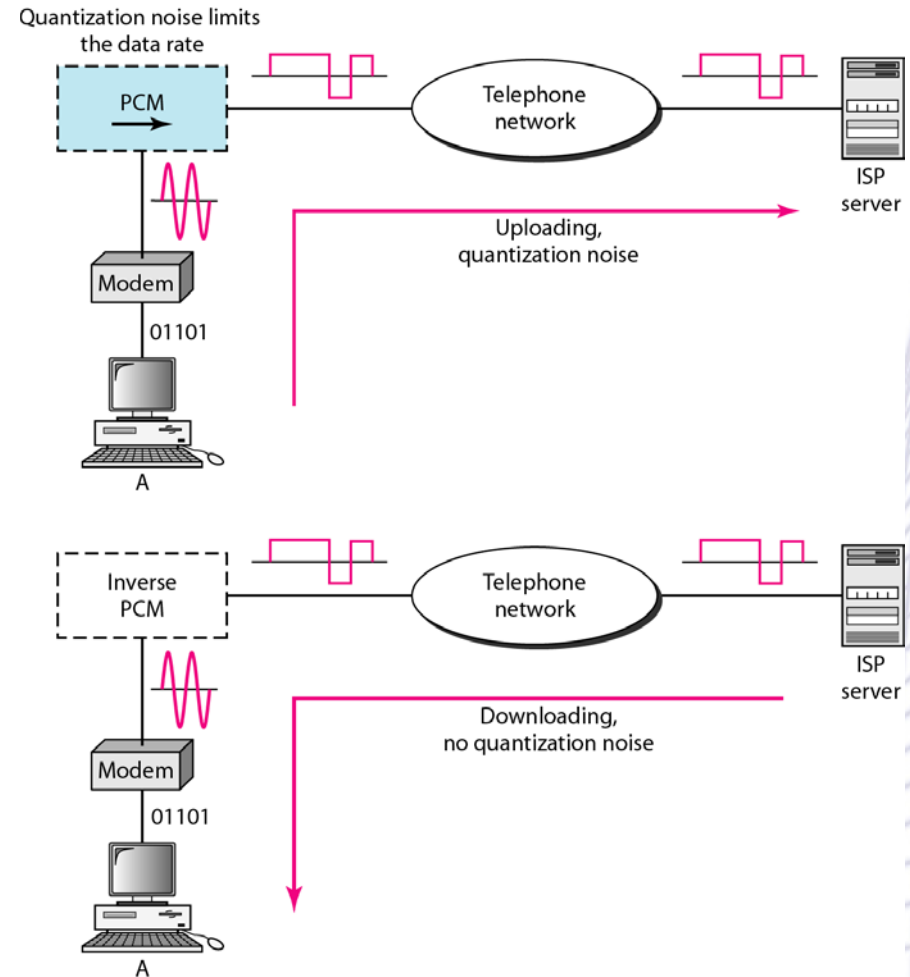 Quantization noise limits
the data rate
PCM
Telephone
network
ISP
server
Uploading,
quantization noise
Modem
01101
A
Inverse
PCM
Telephone
network
ISP
server
Downloading,
no quantization noise
Modem
01101
A